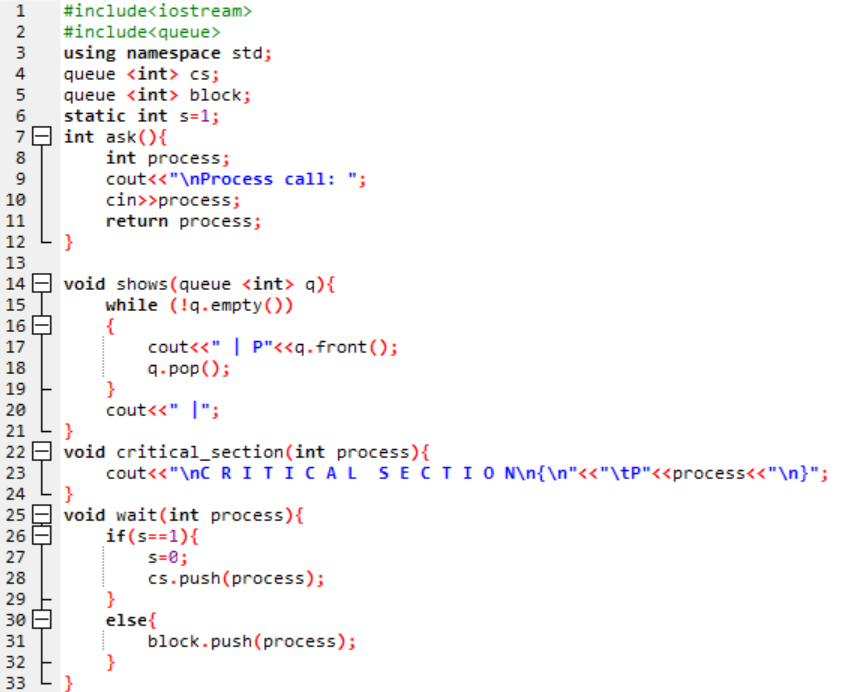 1 #include<iostream>
2 #include<queue>
3 using namespace std;
4 queue <int> cs;
5 queue <int> block;
6 static int s=1;
7 int ask(){
8     int process;
9     cout<<"\nProcess call: ";
10     cin>>process;
11     return process;
12 }
13
14 void shows(queue <int> q){
15     while (!q.empty())
16     {
17         cout<<" | P"<<q.front();
18         q.pop();
19     }
20     cout<<" |";
21 }
22 void critical_section(int process){
23     cout<<"\nC R I T I C A L  S E C T I O N\n{\n"<<"\tP"<<process<<"\n}";
24 }
25 void wait(int process){
26     if(s==1){
27         s=0;
28         cs.push(process);
29     }
30     else{
31         block.push(process);
32     }
33 }